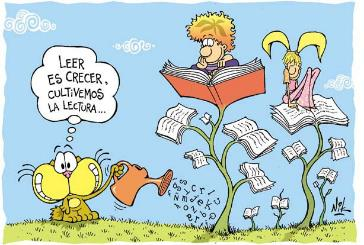 LEER
ES CRECER,
CULTIVEMOS
LA LECTURA...